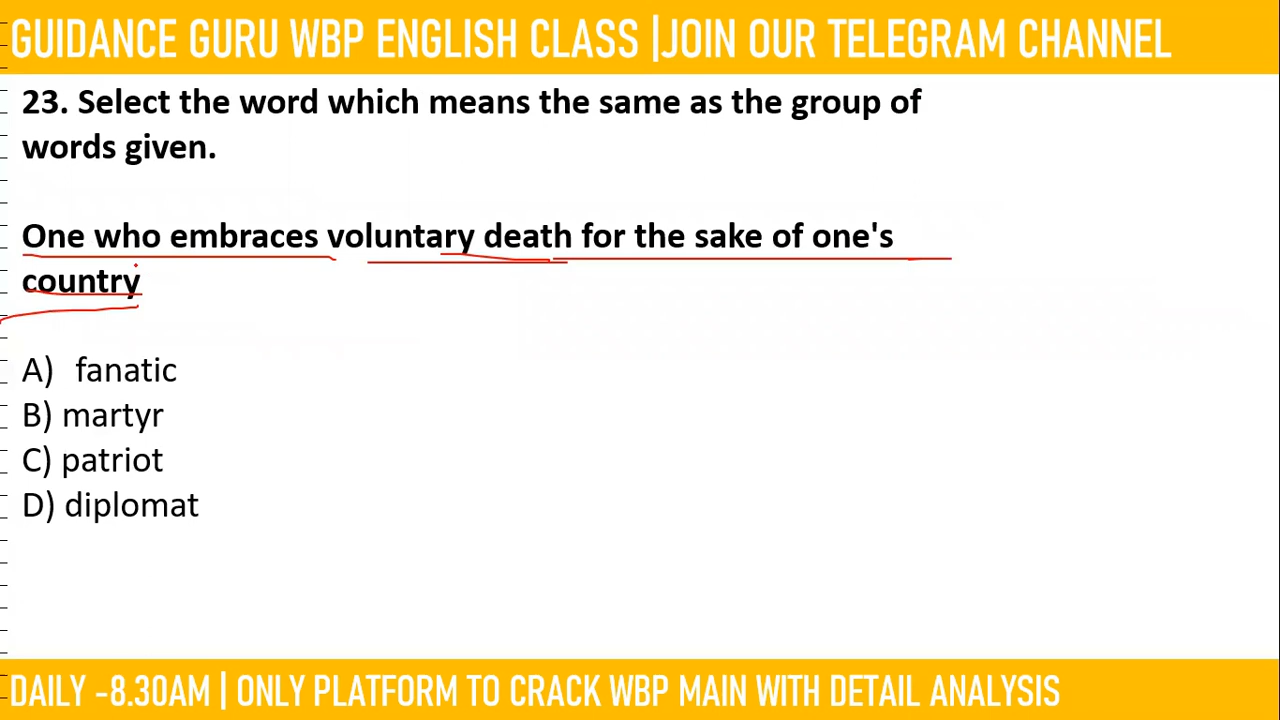 GUIDANCE GURU WBP ENGLISH CLASS |JOIN OUR TELEGRAM CHANNEL
23. Select the word which means the same as the group of
words given.
One who embraces voluntary death for the sake of one's
country
A) fanatic
B) martyr
C) patriot
D) diplomat
DAILY -8.30AM | ONLY PLATFORM TO CRACK WBP MAIN WITH DETAIL ANALYSIS